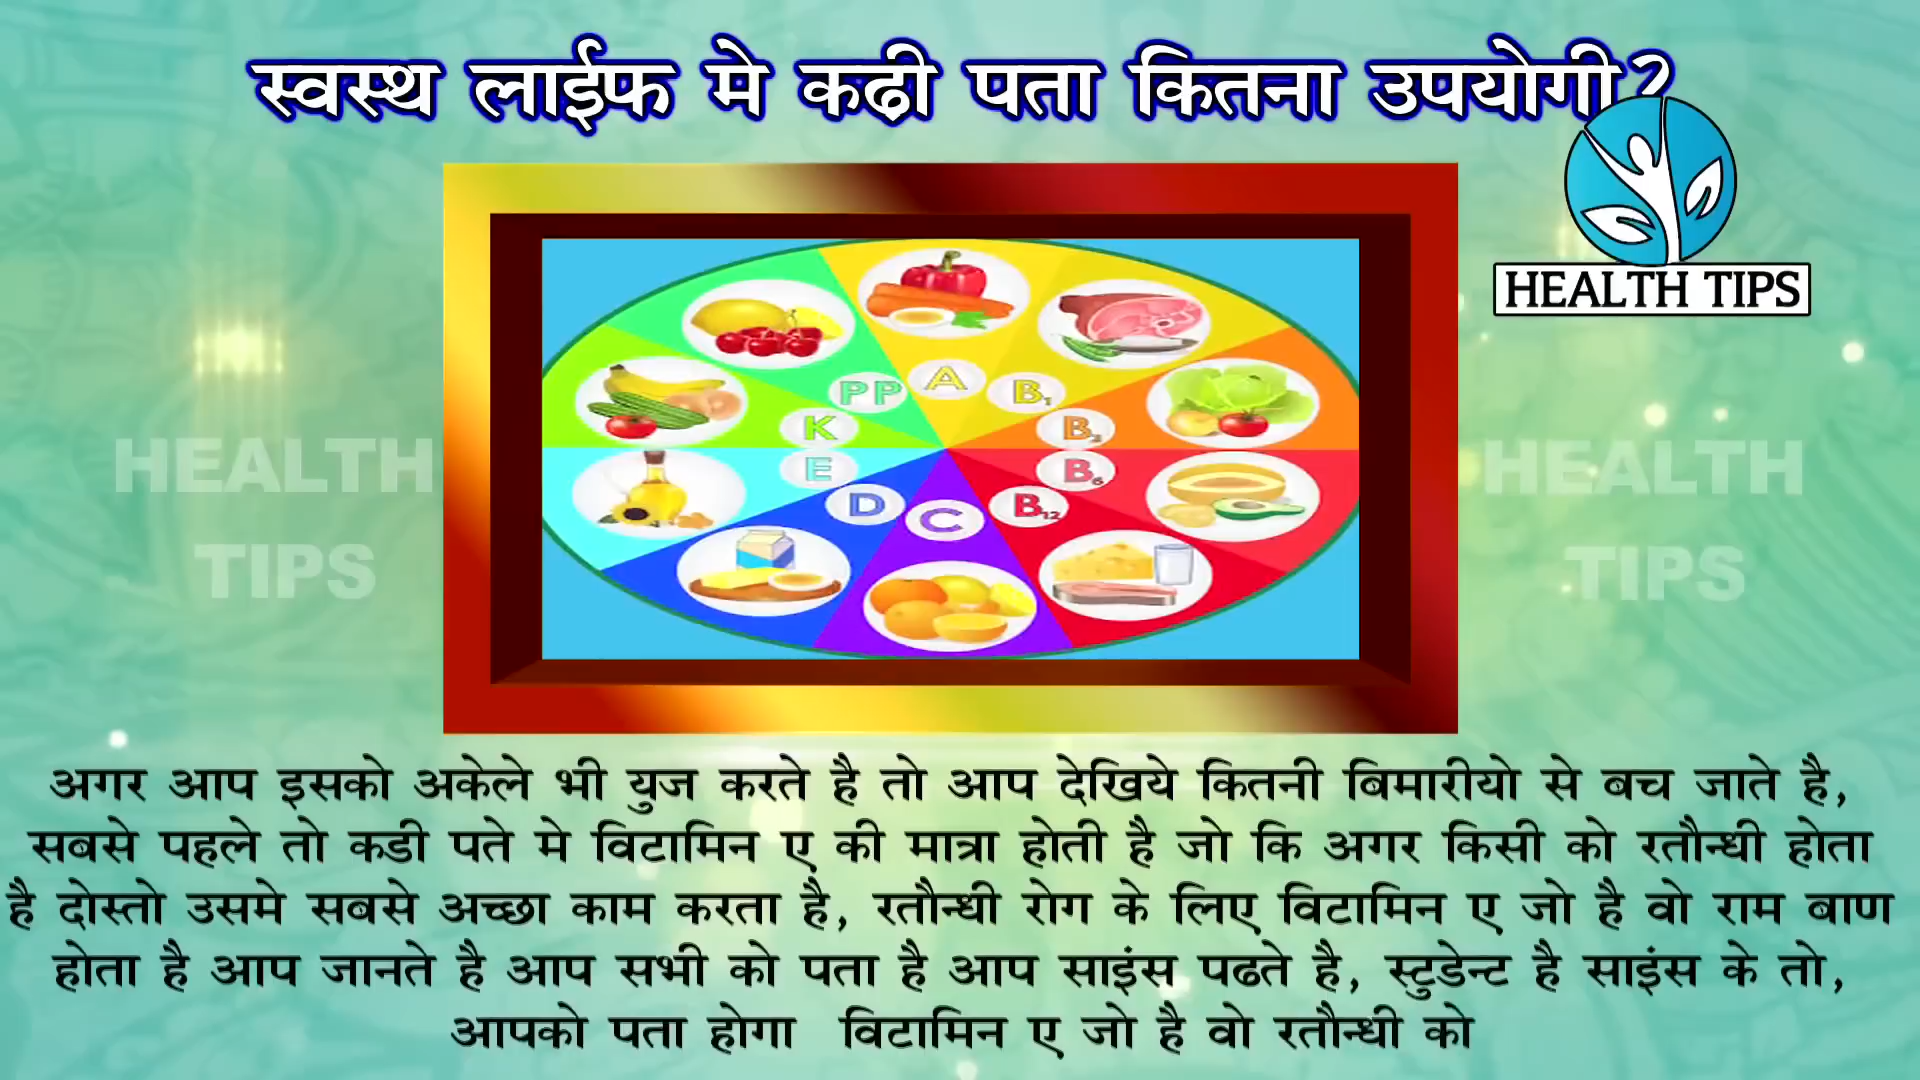 स्वस्थ लाईफ मे कढी पता कितना उपयोगी?
HEALTH TIPS
PP A B1
K B2
E B6
D C B12
HEALTH
TIPS
HEALTH
TIPS
अगर आप इसको अकेले भी युज करते है तो आप देखिये कितनी बिमारीयो से बच जाते है,
सबसे पहले तो कडी पते मे विटामिन ए की मात्रा होती है जो कि अगर किसी को रतौन्धी होता
है दोस्तो उसमे सबसे अच्छा काम करता है, रतौन्धी रोग के लिए विटामिन ए जो है वो राम बाण
होता है आप जानते है आप सभी को पता है आप साइंस पढते है, स्टुडेन्ट है साइंस के तो,
आपको पता होगा विटामिन ए जो है वो रतौन्धी को